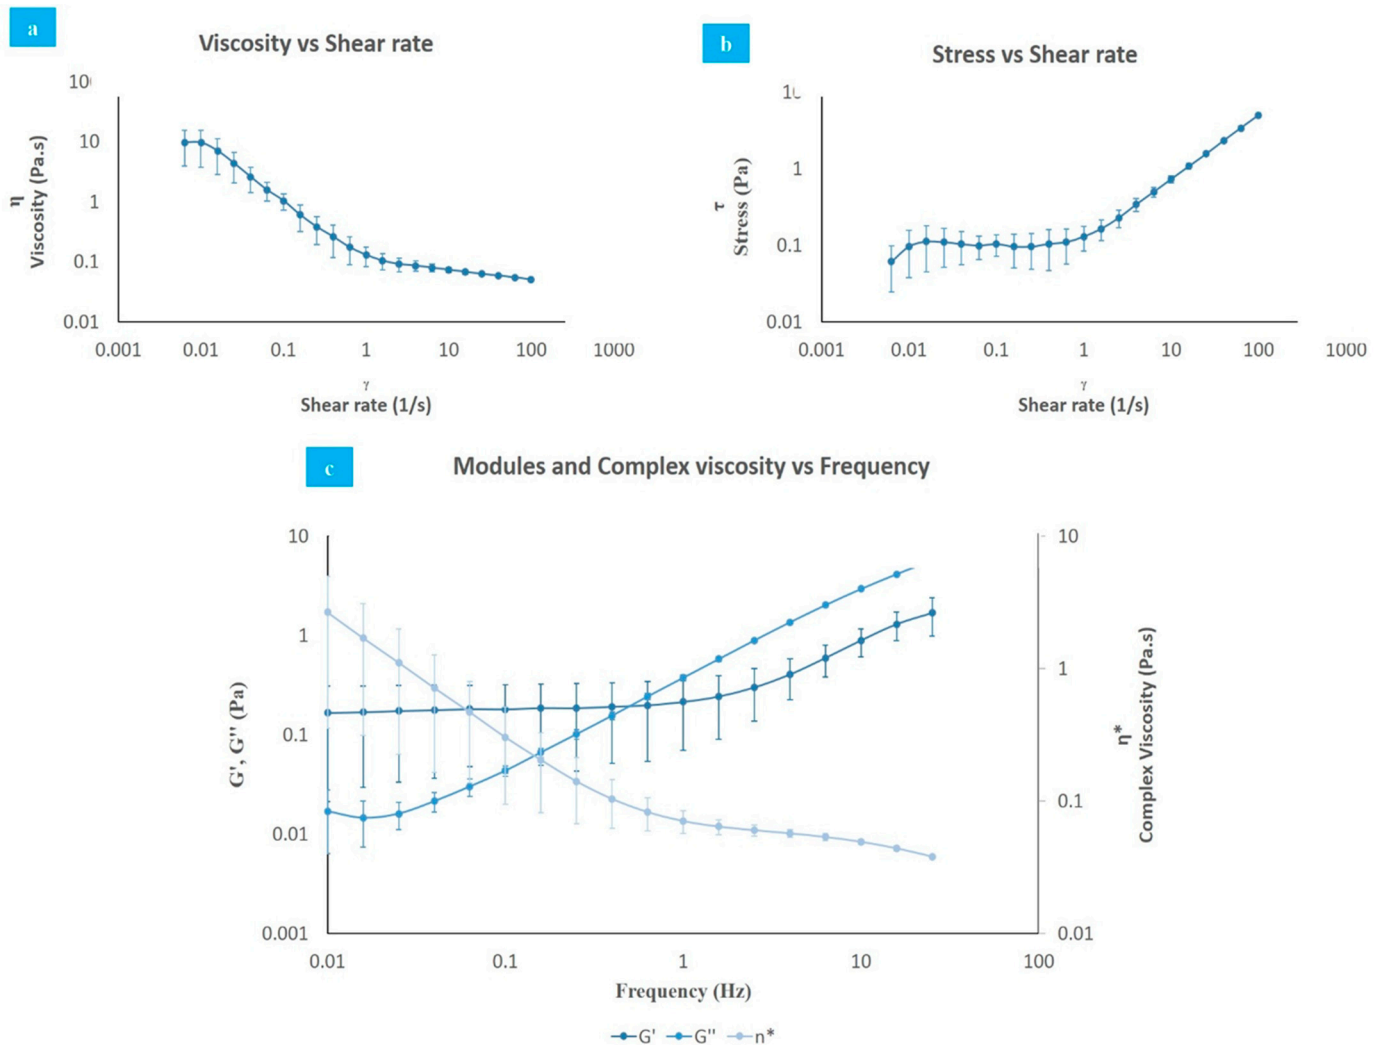 a
Viscosity vs Shear rate
10
10
1
0.1
0.01
η
Viscosity (Pa.s)
0.001 0.01 0.1 1 10 100 1000
γ
Shear rate (1/s)
b
Stress vs Shear rate
1
0.1
0.01
τ
Stress (Pa)
0.001 0.01 0.1 1 10 100 1000
γ
Shear rate (1/s)
c
Modules and Complex viscosity vs Frequency
10
1
0.1
0.01
0.001
G', G'' (Pa)
10
1
0.1
0.01
η*
Complex Viscosity (Pa.s)
0.01 0.1 1 10 100
Frequency (Hz)
G' G'' n*